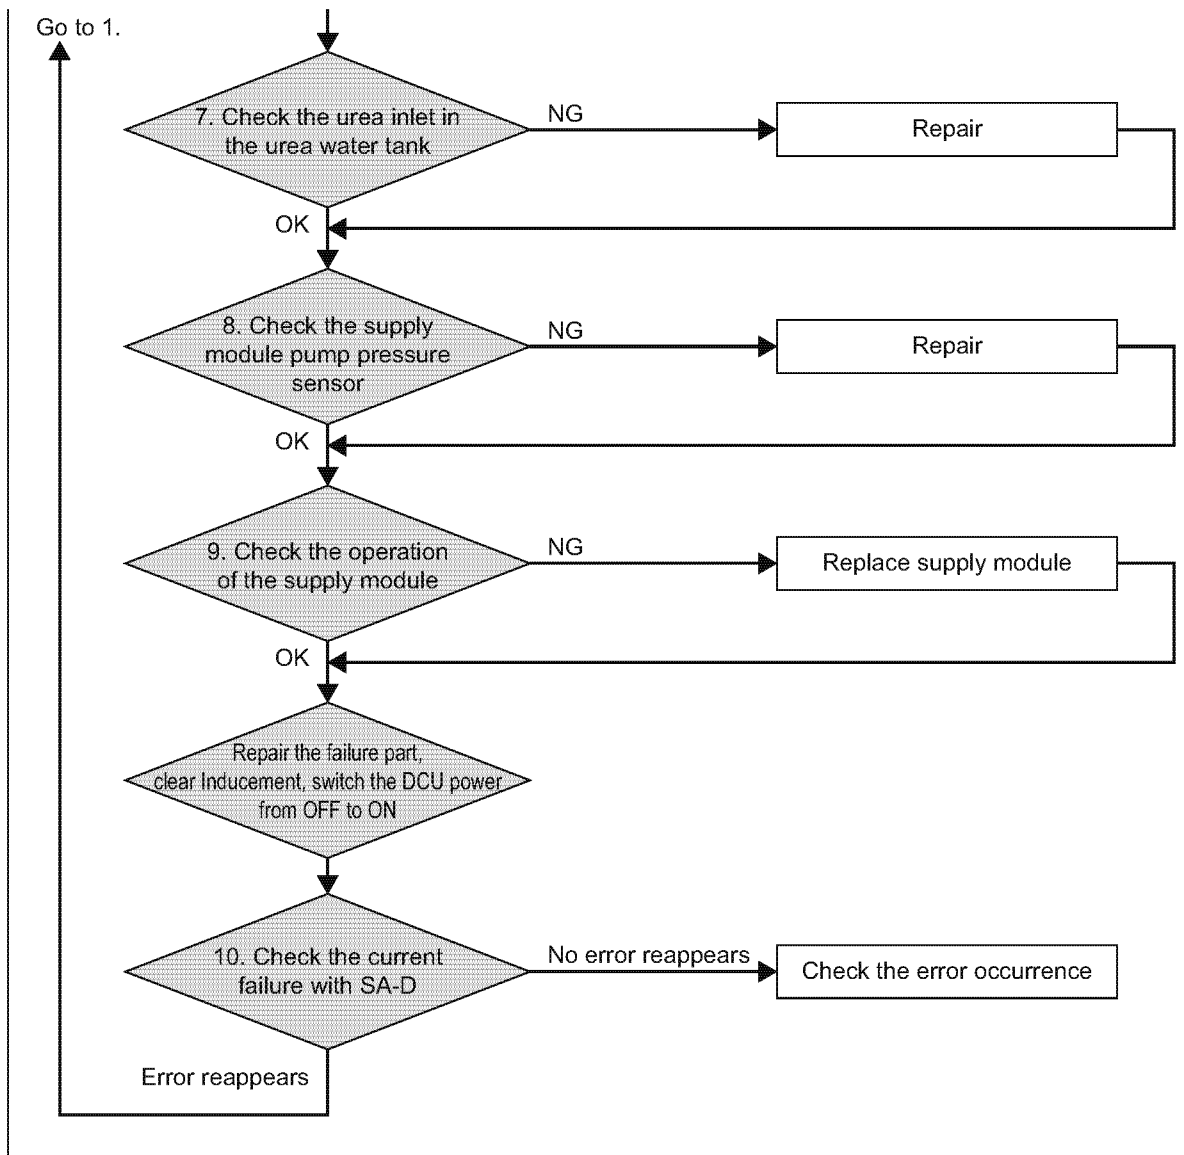 Go to 1.
7. Check the urea inlet in
the urea water tank
NG
Repair
OK
8. Check the supply
module pump pressure
sensor
NG
Repair
OK
9. Check the operation
of the supply module
NG
Replace supply module
OK
Repair the failure part,
clear Inducement, switch the DCU power
from OFF to ON
10. Check the current
failure with SA-D
No error reappears
Check the error occurrence
Error reappears